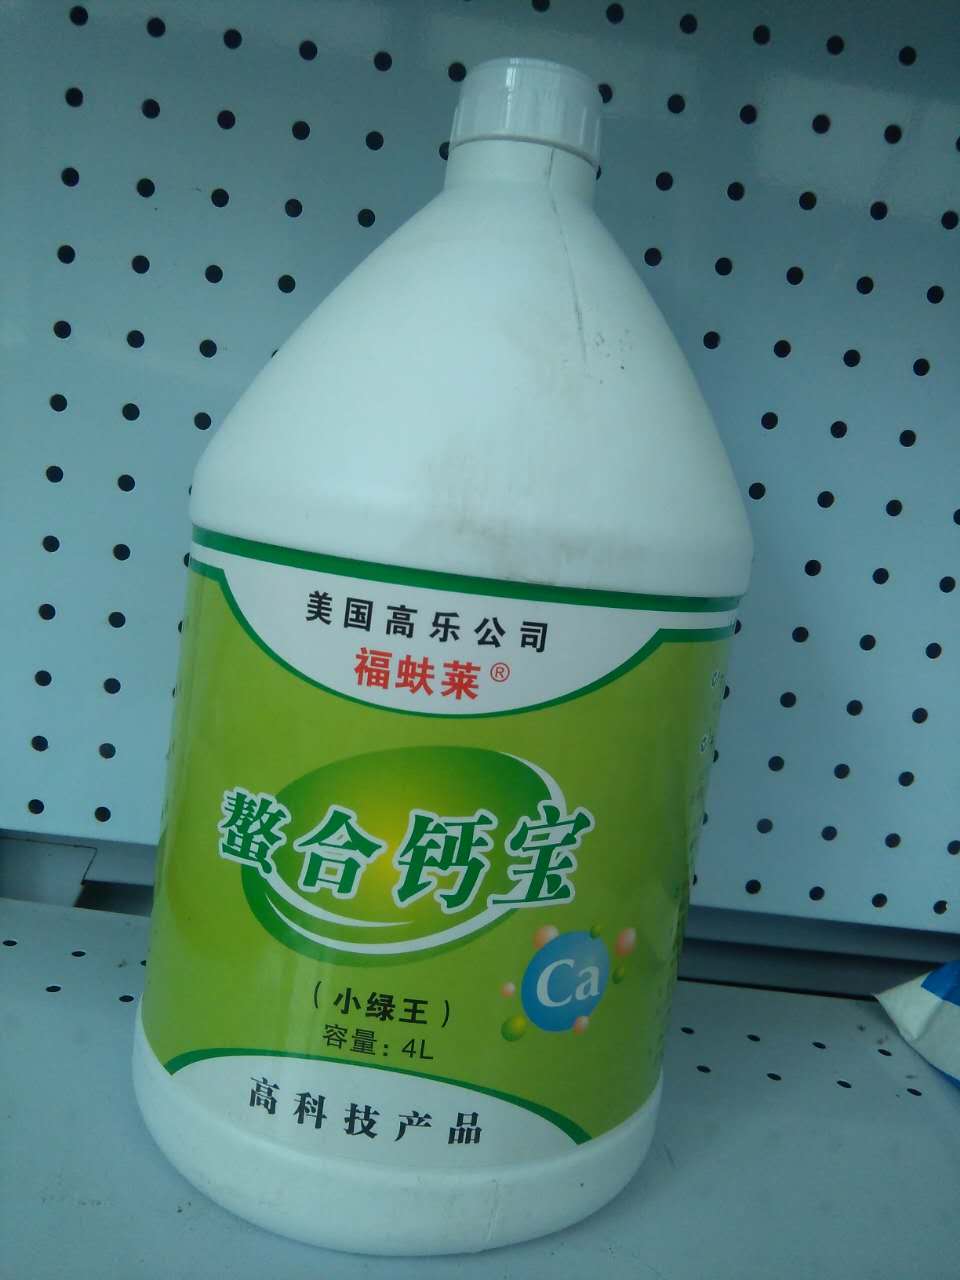 美国高乐公司
福蚨莱®
螯合钙宝
Ca
（小绿王）
容量：4L
高科技产品